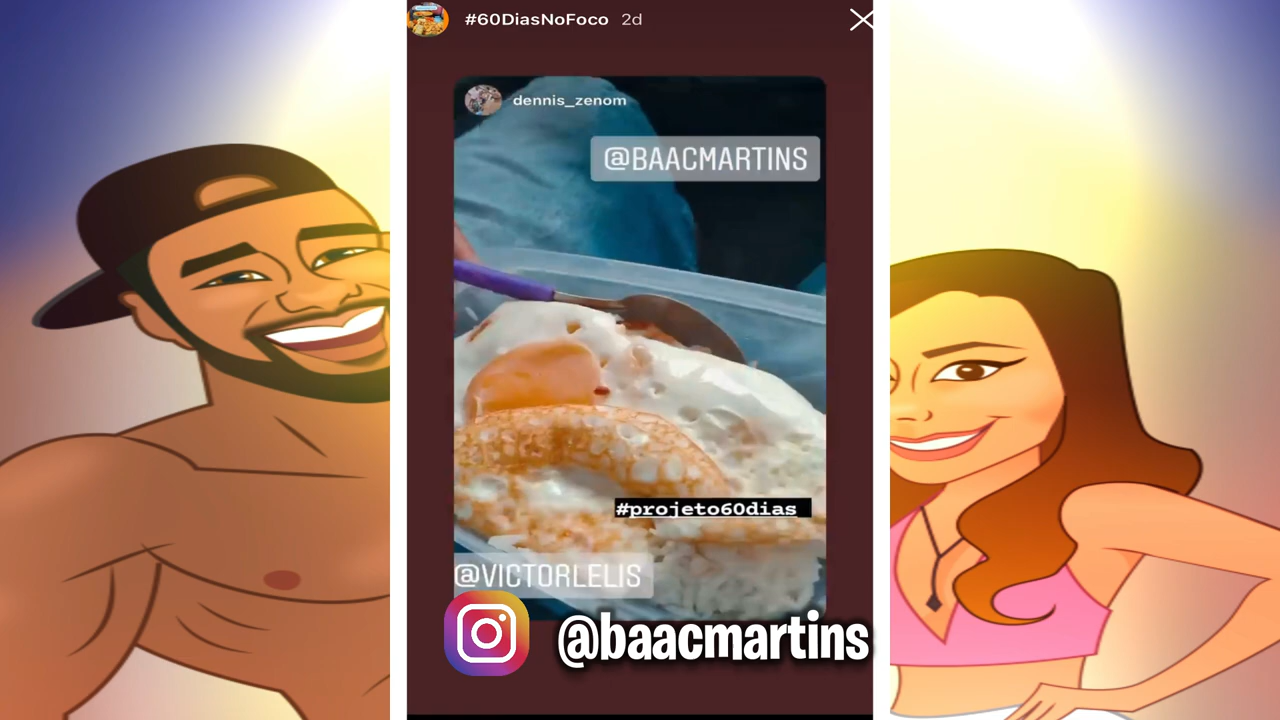 #60DiasNoFoco 2d
dennis_zenom
@BAACMARTINS
#projeto60dias
@VICTORLELIS
@baacmartins